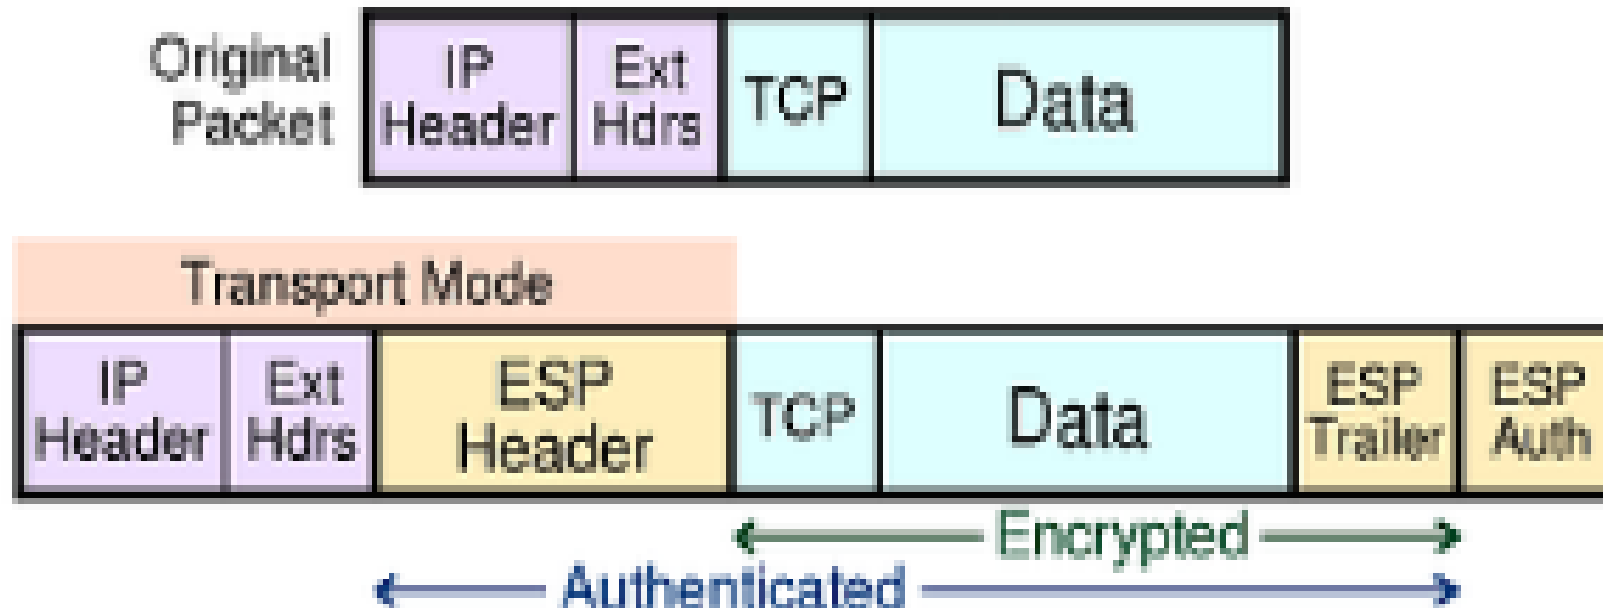 Original
Packet
IP
Header
Ext
Hdrs
TCP
Data
Transport Mode
IP
Header
Ext
Hdrs
ESP
Header
TCP
Data
ESP
Trailer
ESP
Auth
Encrypted
Authenticated